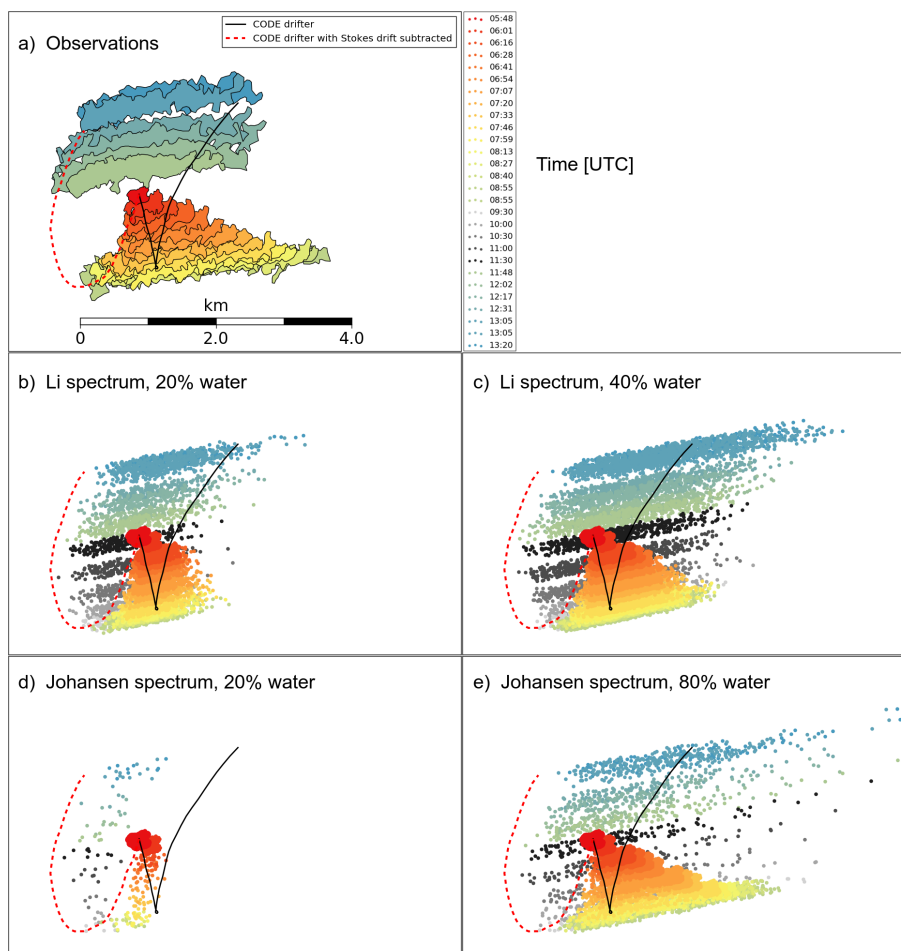 a) Observations
CODE drifter
CODE drifter with Stokes drift subtracted
km
0 2.0 4.0
05:48
06:01
06:16
06:28
06:41
06:54
07:07
07:20
07:33
07:46
07:59
08:13
08:27
08:40
08:55
08:55
09:30
10:00
10:30
11:00
11:30
11:48
12:02
12:17
12:31
13:05
13:05
13:20
Time [UTC]
b) Li spectrum, 20% water
c) Li spectrum, 40% water
d) Johansen spectrum, 20% water
e) Johansen spectrum, 80% water